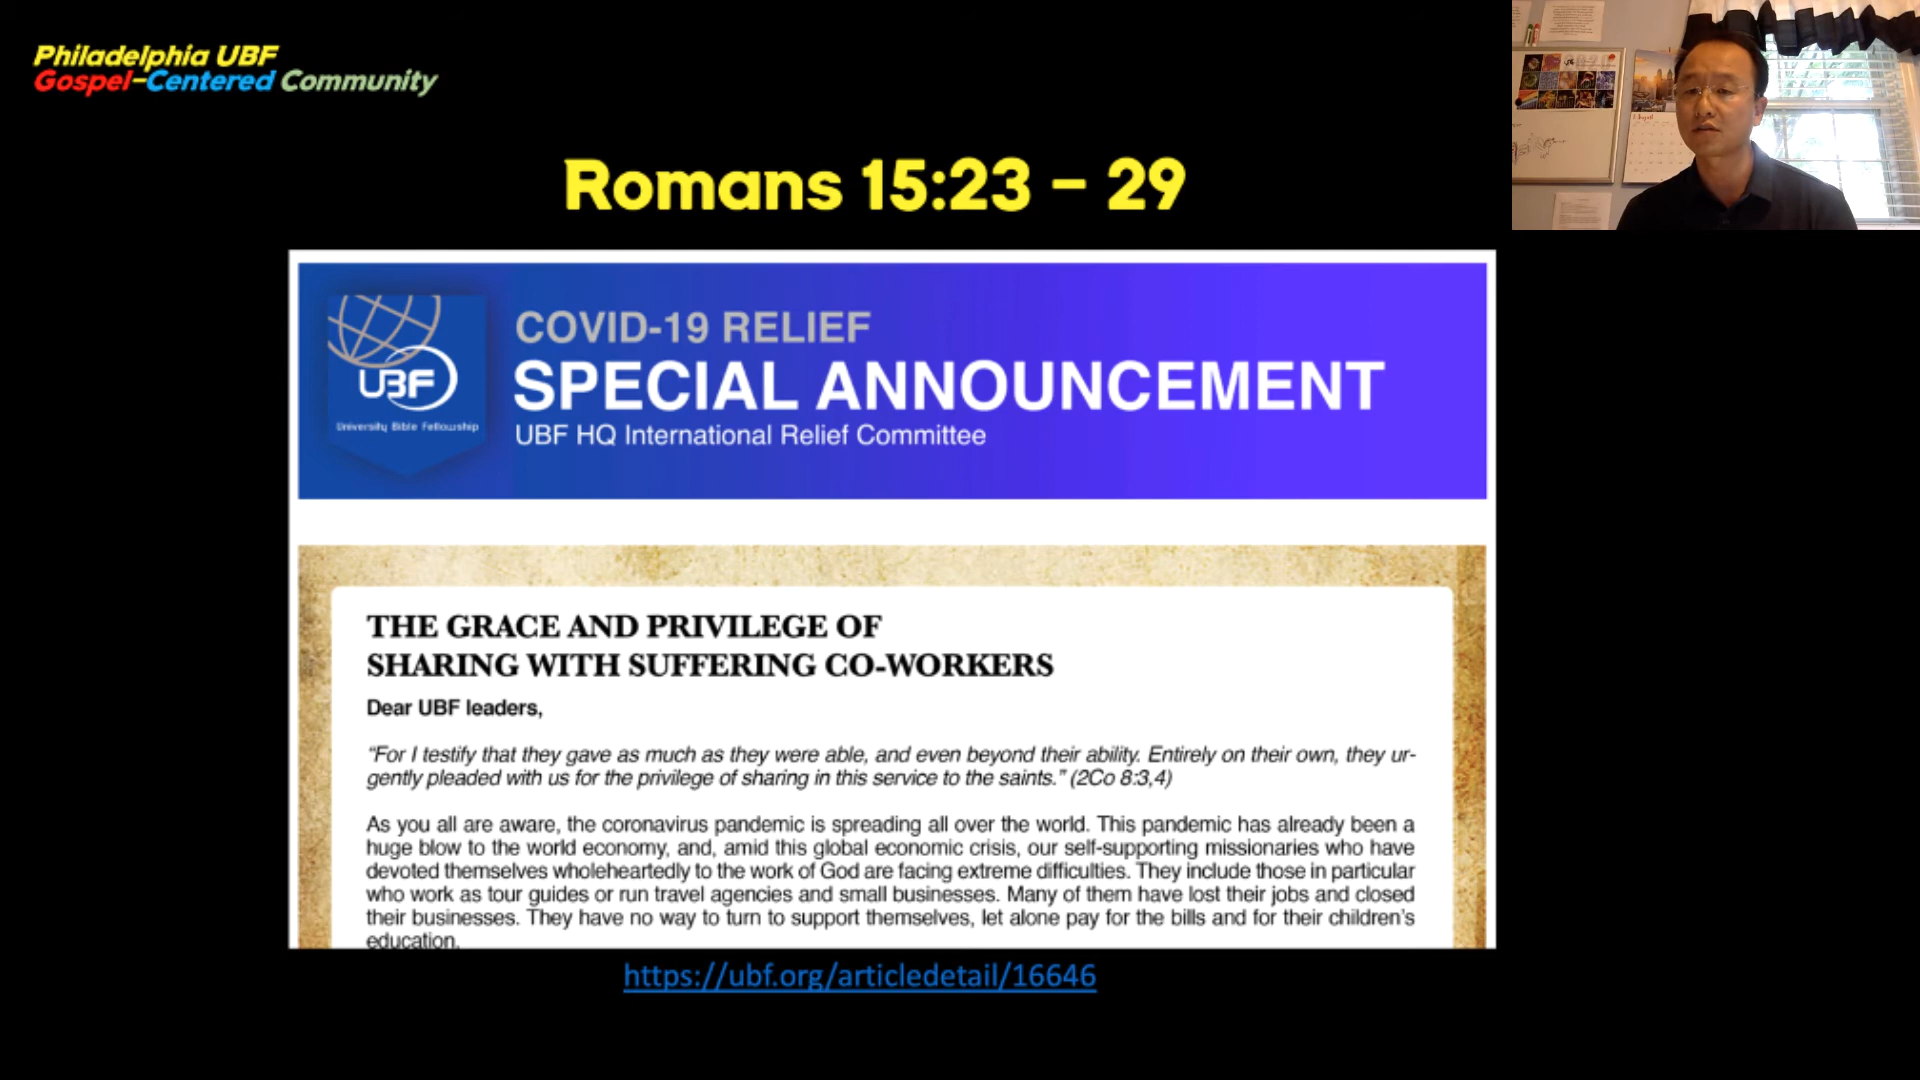 Philadelphia UBF
Gospel-Centered Community
Romans 15:23 – 29
UBF
University Bible Fellowship
COVID-19 RELIEF
SPECIAL ANNOUNCEMENT
UBF HQ International Relief Committee
THE GRACE AND PRIVILEGE OF
SHARING WITH SUFFERING CO-WORKERS
Dear UBF leaders,
“For I testify that they gave as much as they were able, and even beyond their ability. Entirely on their own, they ur-
gently pleaded with us for the privilege of sharing in this service to the saints.” (2Co 8:3,4)
As you all are aware, the coronavirus pandemic is spreading all over the world. This pandemic has already been a
huge blow to the world economy, and, amid this global economic crisis, our self-supporting missionaries who have
devoted themselves wholeheartedly to the work of God are facing extreme difficulties. They include those in particular
who work as tour guides or run travel agencies and small businesses. Many of them have lost their jobs and closed
their businesses. They have no way to turn to support themselves, let alone pay for the bills and for their children’s
education.
https://ubf.org/articledetail/16646